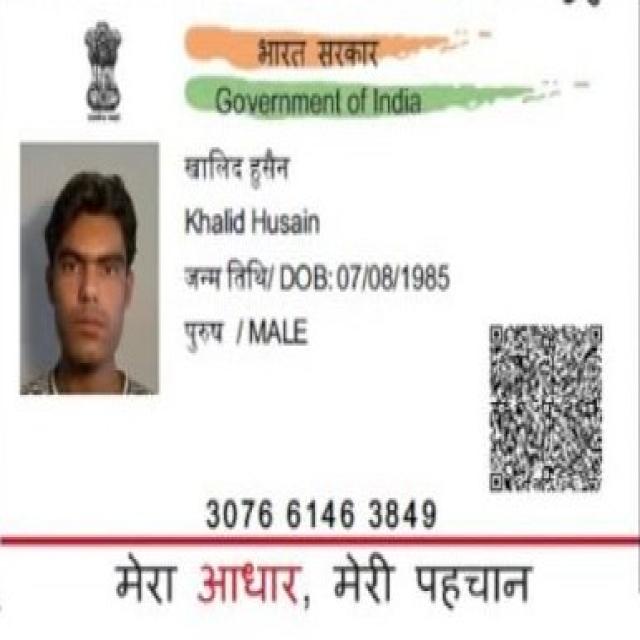 भारत सरकार
Government of India
खालिद हुसैन
Khalid Husain
जन्म तिथि/ DOB: 07/08/1985
पुरुष / MALE
3076 6146 3849
मेरा आधार, मेरी पहचान